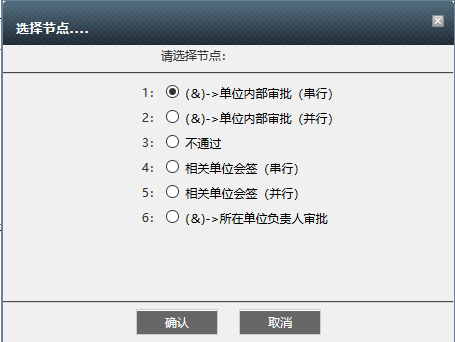 选择节点....
请选择节点：
1： (&)->单位内部审批（串行）
2： (&)->单位内部审批（并行）
3： 不通过
4： 相关单位会签（串行）
5： 相关单位会签（并行）
6： (&)->所在单位负责人审批
确认 取消